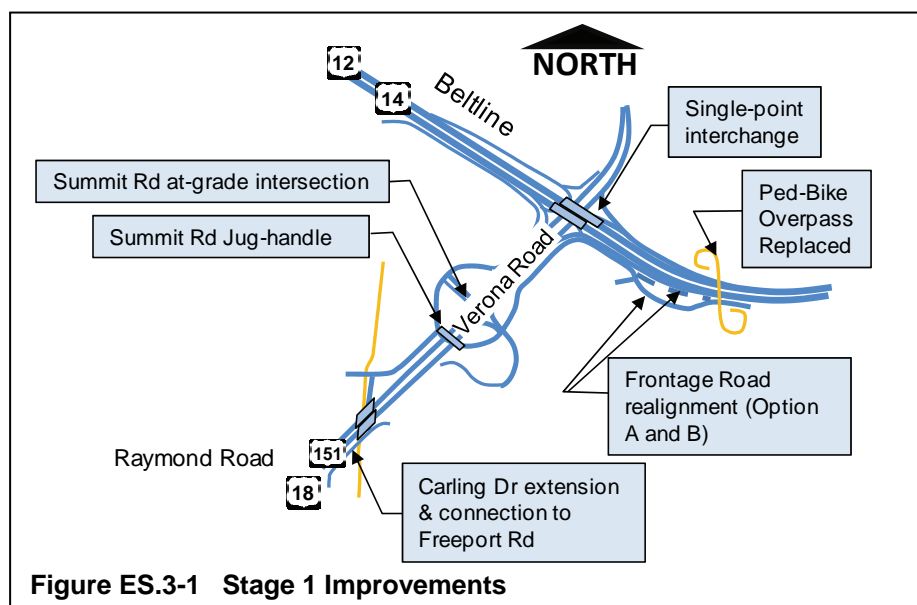 NORTH
12
14
Beltline
Single-point
interchange
Summit Rd at-grade intersection
Summit Rd Jug-handle
Ped-Bike
Overpass
Replaced
Verona Road
Frontage Road
realignment (Option
A and B)
Raymond Road
151
18
Carling Dr extension
& connection to
Freeport Rd
Figure ES.3-1 Stage 1 Improvements